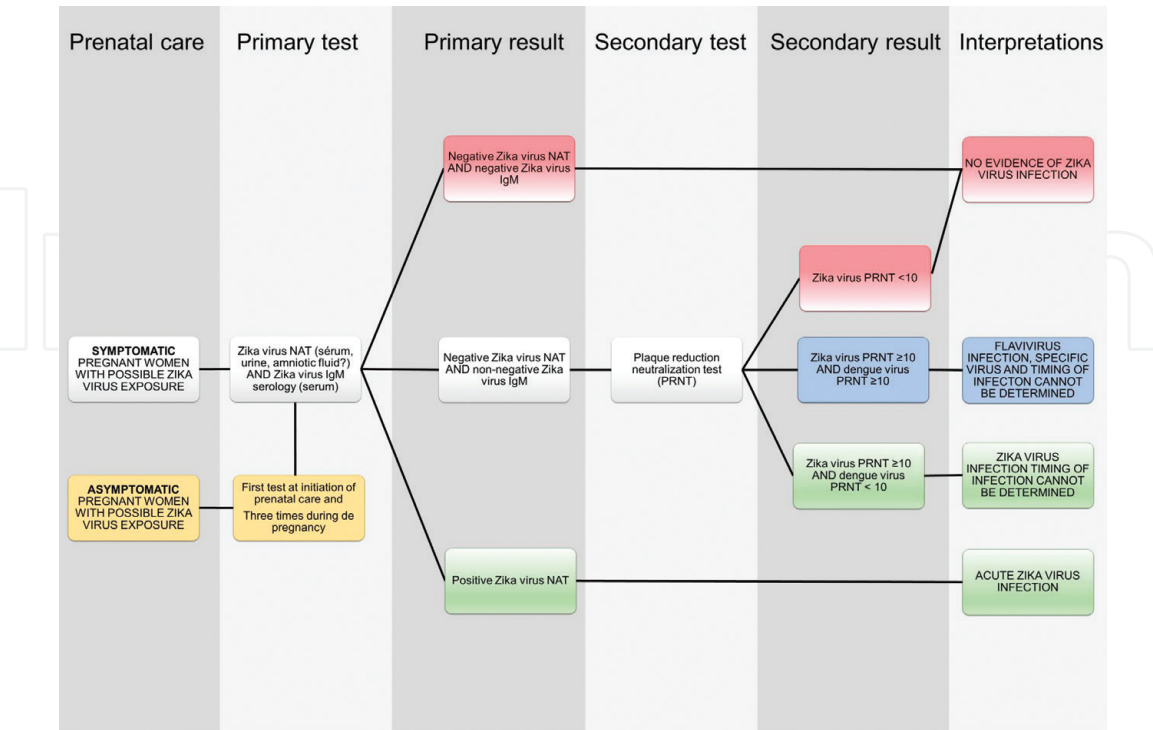 Prenatal care
Primary test
Primary result
Secondary test
Secondary result
Interpretations
SYMPTOMATIC
PREGNANT WOMEN
WITH POSSIBLE ZIKA
VIRUS EXPOSURE
Zika virus NAT (sérum,
urine, amniotic fluid?)
AND Zika virus IgM
serology (serum)
ASYMPTOMATIC
PREGNANT WOMEN
WITH POSSIBLE ZIKA
VIRUS EXPOSURE
First test at initiation of
prenatal care and
Three times during de
pregnancy
Negative Zika virus NAT
AND negative Zika virus
IgM
Negative Zika virus NAT
AND non-negative Zika
virus IgM
Positive Zika virus NAT
Plaque reduction
neutralization test
(PRNT)
Zika virus PRNT <10
Zika virus PRNT ≥10
AND dengue virus
PRNT ≥10
Zika virus PRNT ≥10
AND dengue virus
PRNT < 10
NO EVIDENCE OF ZIKA
VIRUS INFECTION
FLAVIVIRUS
INFECTION, SPECIFIC
VIRUS AND TIMING OF
INFECTON CANNOT
BE DETERMINED
ZIKA VIRUS
INFECTION TIMING OF
INFECTION CANNOT
BE DETERMINED
ACUTE ZIKA VIRUS
INFECTION